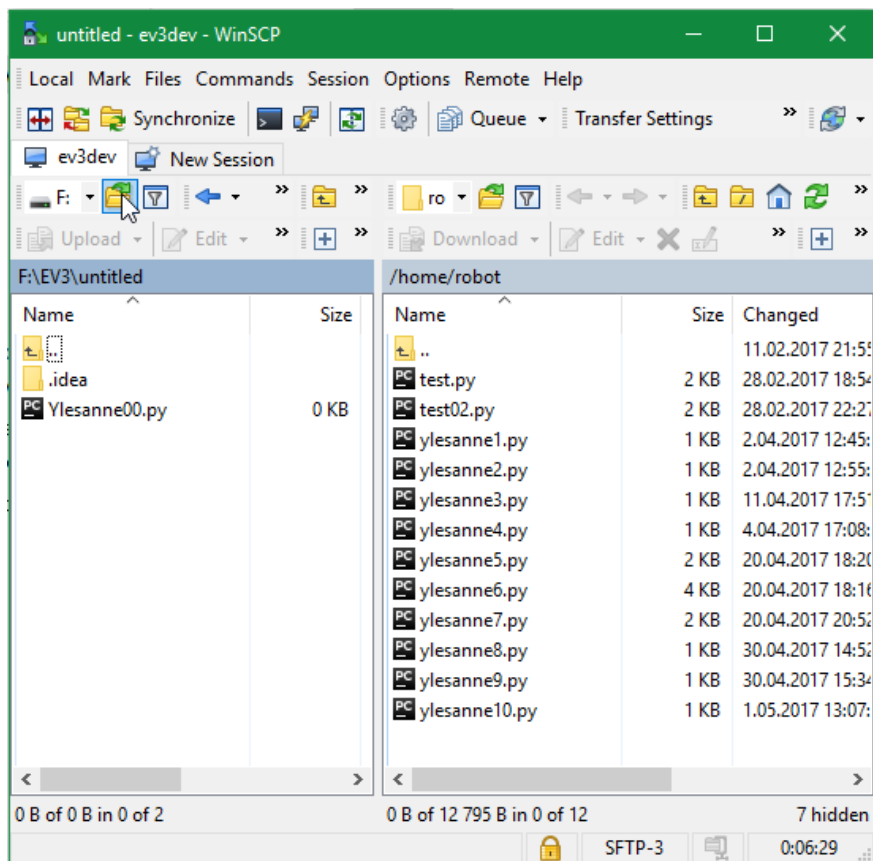 untitled - ev3dev - WinSCP
Local Mark Files Commands Session Options Remote Help
Synchronize Queue Transfer Settings
ev3dev New Session
F: ro
Upload Edit Download Edit
F:\EV3\untitled /home/robot
Name Size Name Size Changed
.. .. 11.02.2017 21:55
.idea test.py 2 KB 28.02.2017 18:54
Ylesanne00.py 0 KB test02.py 2 KB 28.02.2017 22:27
ylesanne1.py 1 KB 2.04.2017 12:45:
ylesanne2.py 1 KB 2.04.2017 12:55:
ylesanne3.py 1 KB 11.04.2017 17:51
ylesanne4.py 1 KB 4.04.2017 17:08:
ylesanne5.py 2 KB 20.04.2017 18:20
ylesanne6.py 4 KB 20.04.2017 18:16
ylesanne7.py 2 KB 20.04.2017 20:52
ylesanne8.py 1 KB 30.04.2017 14:52
ylesanne9.py 1 KB 30.04.2017 15:34
ylesanne10.py 1 KB 1.05.2017 13:07:
0 B of 0 B in 0 of 2 0 B of 12 795 B in 0 of 12 7 hidden
SFTP-3 0:06:29